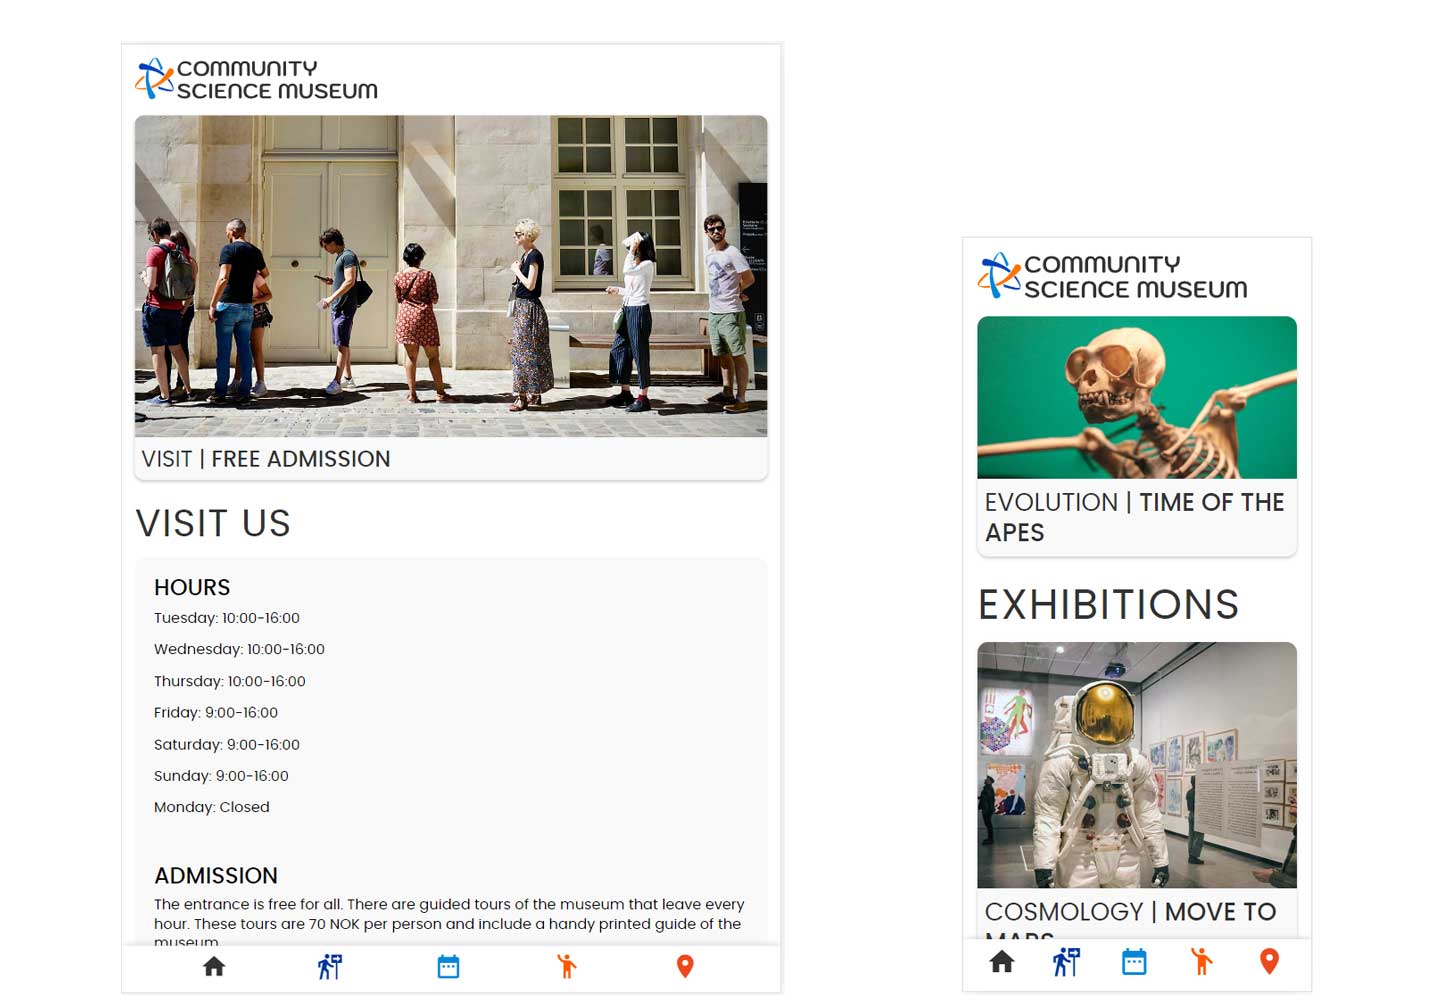 COMMUNITY
SCIENCE MUSEUM
VISIT | FREE ADMISSION
VISIT US
HOURS
Tuesday: 10:00-16:00
Wednesday: 10:00-16:00
Thursday: 10:00-16:00
Friday: 9:00-16:00
Saturday: 9:00-16:00
Sunday: 9:00-16:00
Monday: Closed
ADMISSION
The entrance is free for all. There are guided tours of the museum that leave every
hour. These tours are 70 NOK per person and include a handy printed guide of the
museum
COMMUNITY
SCIENCE MUSEUM
EVOLUTION | TIME OF THE
APES
EXHIBITIONS
COSMOLOGY | MOVE TO
MARS